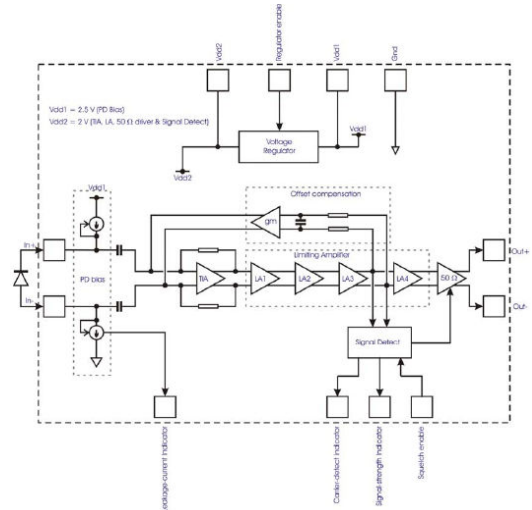 Vdd2
Regulator enable
Vdd1
Gnd
Vdd1 = 2.5 V (PD Bias)
Vdd2 = 2 V (TIA, LA, 50 Ω driver & Signal Detect)
Voltage
Regulator
Vdd1
Vdd2
Offset compensation
Vdd1
gm
In+
Limiting Amplifier
Out+
PD bias
TIA
LA1
LA2
LA3
LA4
50 Ω
In-
Out-
Signal Detect
eakage-current indicator
Carrier-detect indicator
Signal-strength indicator
Squelch enable